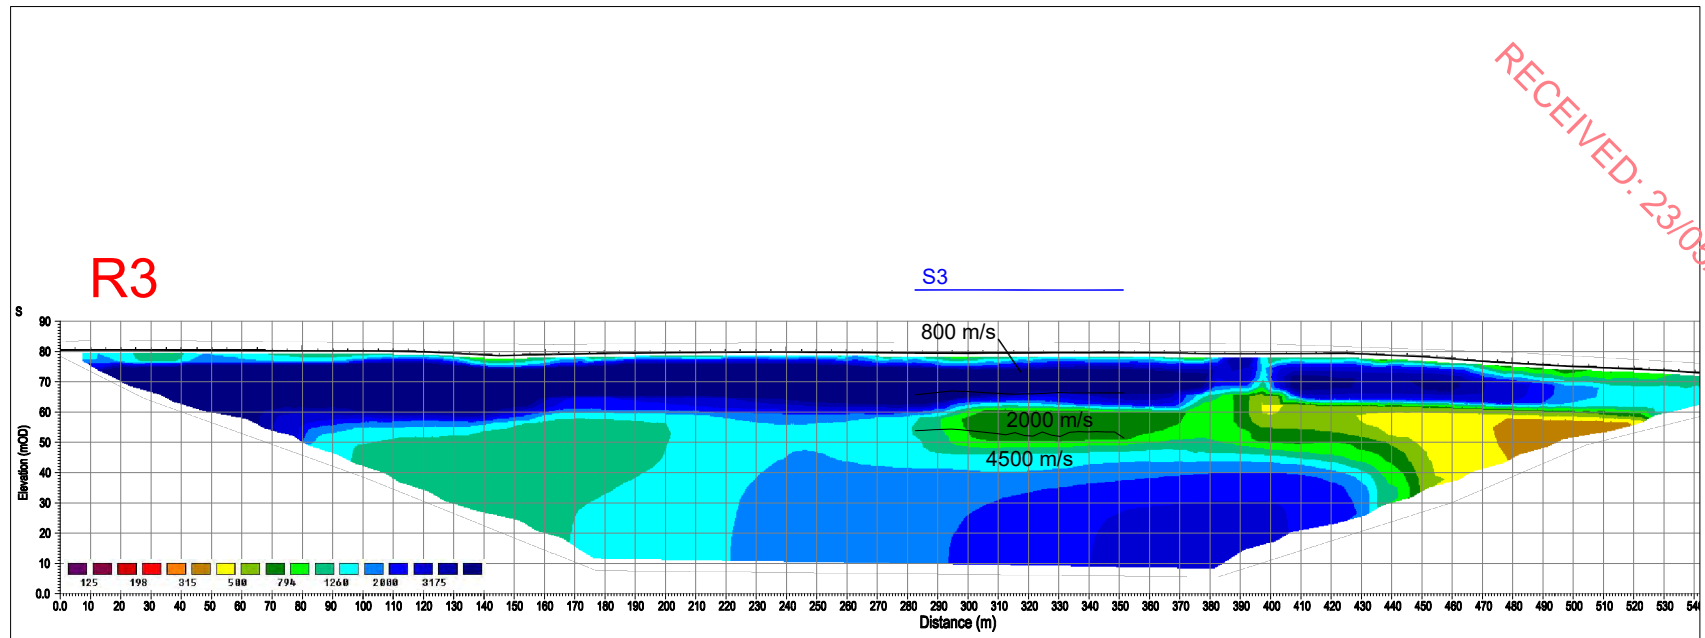 RECEIVED: 23/05
R3
S3
S
800 m/s
2000 m/s
4500 m/s
Elevation (mOD)
90
80
70
60
50
40
30
20
10
0.0
125 198 315 500 794 1260 2000 3175
0.0 10 20 30 40 50 60 70 80 90 100 110 120 130 140 150 160 170 180 190 200 210 220 230 240 250 260 270 280 290 300 310 320 330 340 350 360 370 380 390 400 410 420 430 440 450 460 470 480 490 500 510 520 530 540
Distance (m)